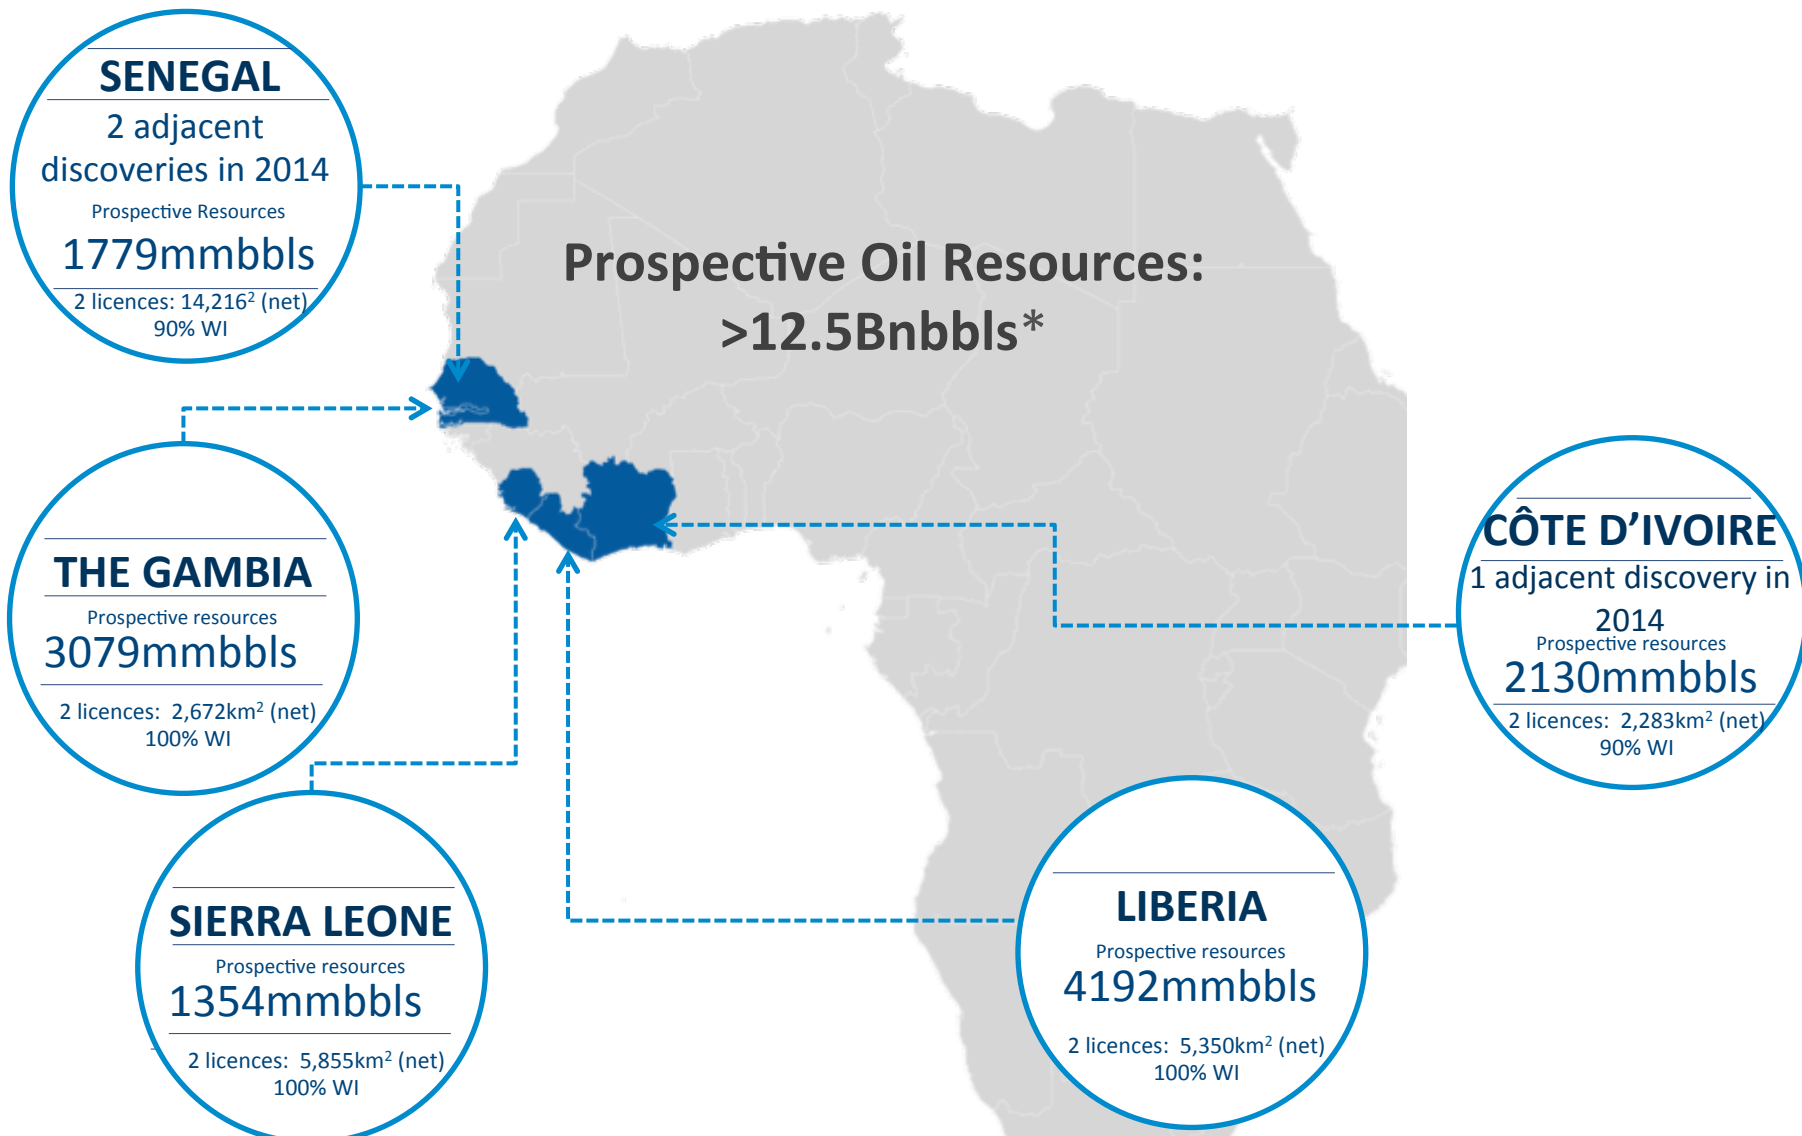 SENEGAL
2 adjacent
discoveries in 2014
Prospective Resources
1779mmbbls
2 licences: 14,216² (net)
90% WI
Prospective Oil Resources:
>12.5Bnbbls*
THE GAMBIA
Prospective resources
3079mmbbls
2 licences: 2,672km² (net)
100% WI
CÔTE D’IVOIRE
1 adjacent discovery in
2014
Prospective resources
2130mmbbls
2 licences: 2,283km² (net)
90% WI
SIERRA LEONE
Prospective resources
1354mmbbls
2 licences: 5,855km² (net)
100% WI
LIBERIA
Prospective resources
4192mmbbls
2 licences: 5,350km² (net)
100% WI